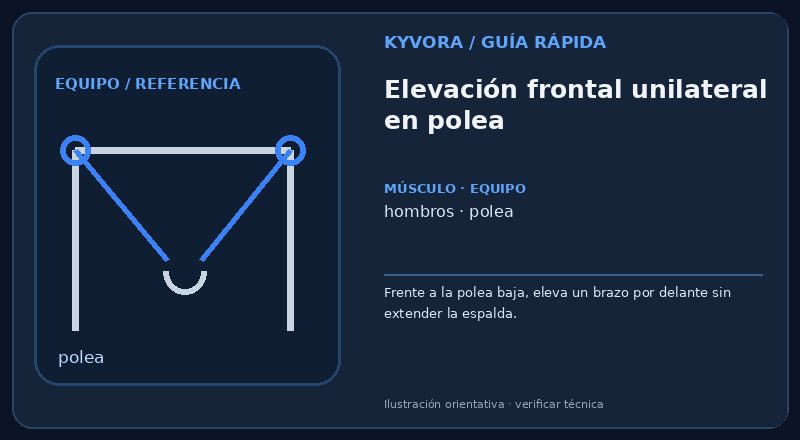 EQUIPO / REFERENCIA
polea
KYVORA / GUÍA RÁPIDA
Elevación frontal unilateral
en polea
MÚSCULO · EQUIPO
hombros · polea
Frente a la polea baja, eleva un brazo por delante sin
extender la espalda.
Ilustración orientativa · verificar técnica